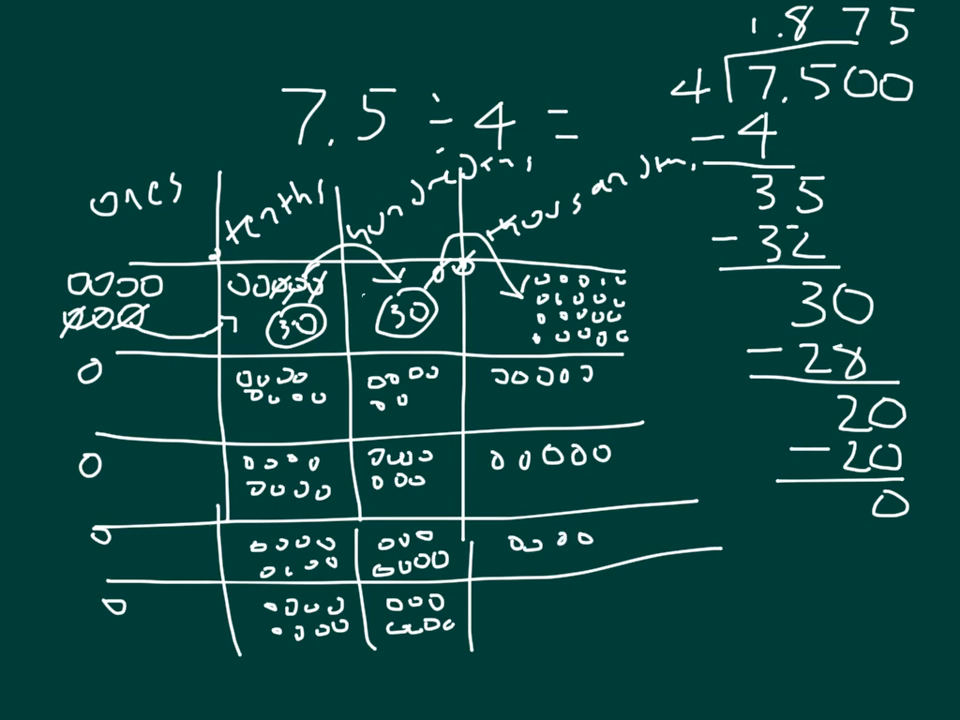 7.5 ÷ 4 =
ones
tenths
hundredths
thousandths
30
30
1.875
4 7.500
- 4
35
- 32
30
- 28
20
- 20
0